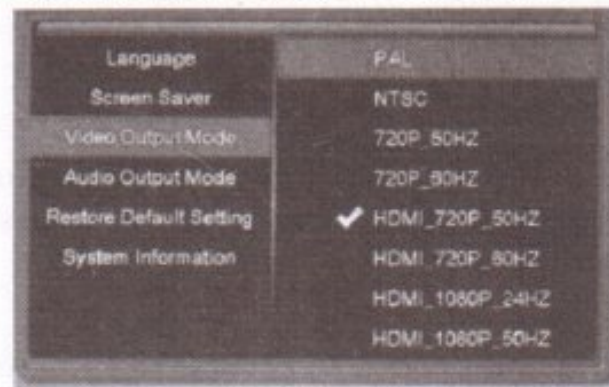 Language
Screen Saver
Video Output Mode
Audio Output Mode
Restore Default Setting
System Information
PAL
NTSC
720P_50HZ
720P_60HZ
HDMI_720P_50HZ
HDMI_720P_60HZ
HDMI_1080P_24HZ
HDMI_1080P_50HZ